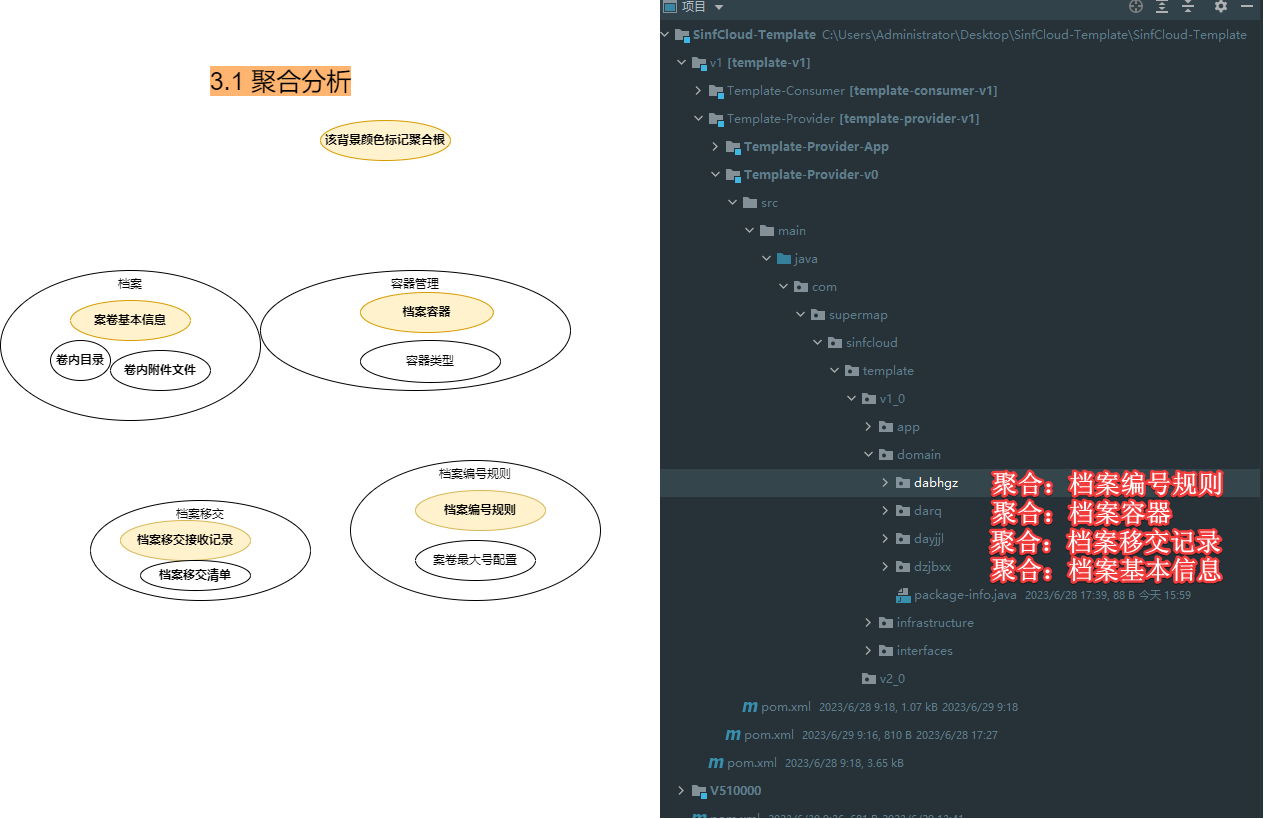 3.1 聚合分析
该背景颜色标记聚合根
档案
案卷基本信息
卷内目录
卷内附件文件
容器管理
档案容器
容器类型
档案移交
档案移交接收记录
档案移交清单
档案编号规则
档案编号规则
案卷最大号配置
项目
SinfCloud-Template C:\Users\Administrator\Desktop\SinfCloud-Template\SinfCloud-Template
v1 [template-v1]
Template-Consumer [template-consumer-v1]
Template-Provider [template-provider-v1]
Template-Provider-App
Template-Provider-v0
src
main
java
com
supermap
sinfcloud
template
v1_0
app
domain
dabhgz 聚合：档案编号规则
darq 聚合：档案容器
dayjjl 聚合：档案移交记录
dzjbxx 聚合：档案基本信息
package-info.java 2023/6/28 17:39, 88 B 今天 15:59
infrastructure
interfaces
v2_0
pom.xml 2023/6/28 9:18, 1.07 kB 2023/6/29 9:18
pom.xml 2023/6/29 9:16, 810 B 2023/6/28 17:27
pom.xml 2023/6/28 9:18, 3.65 kB
V510000